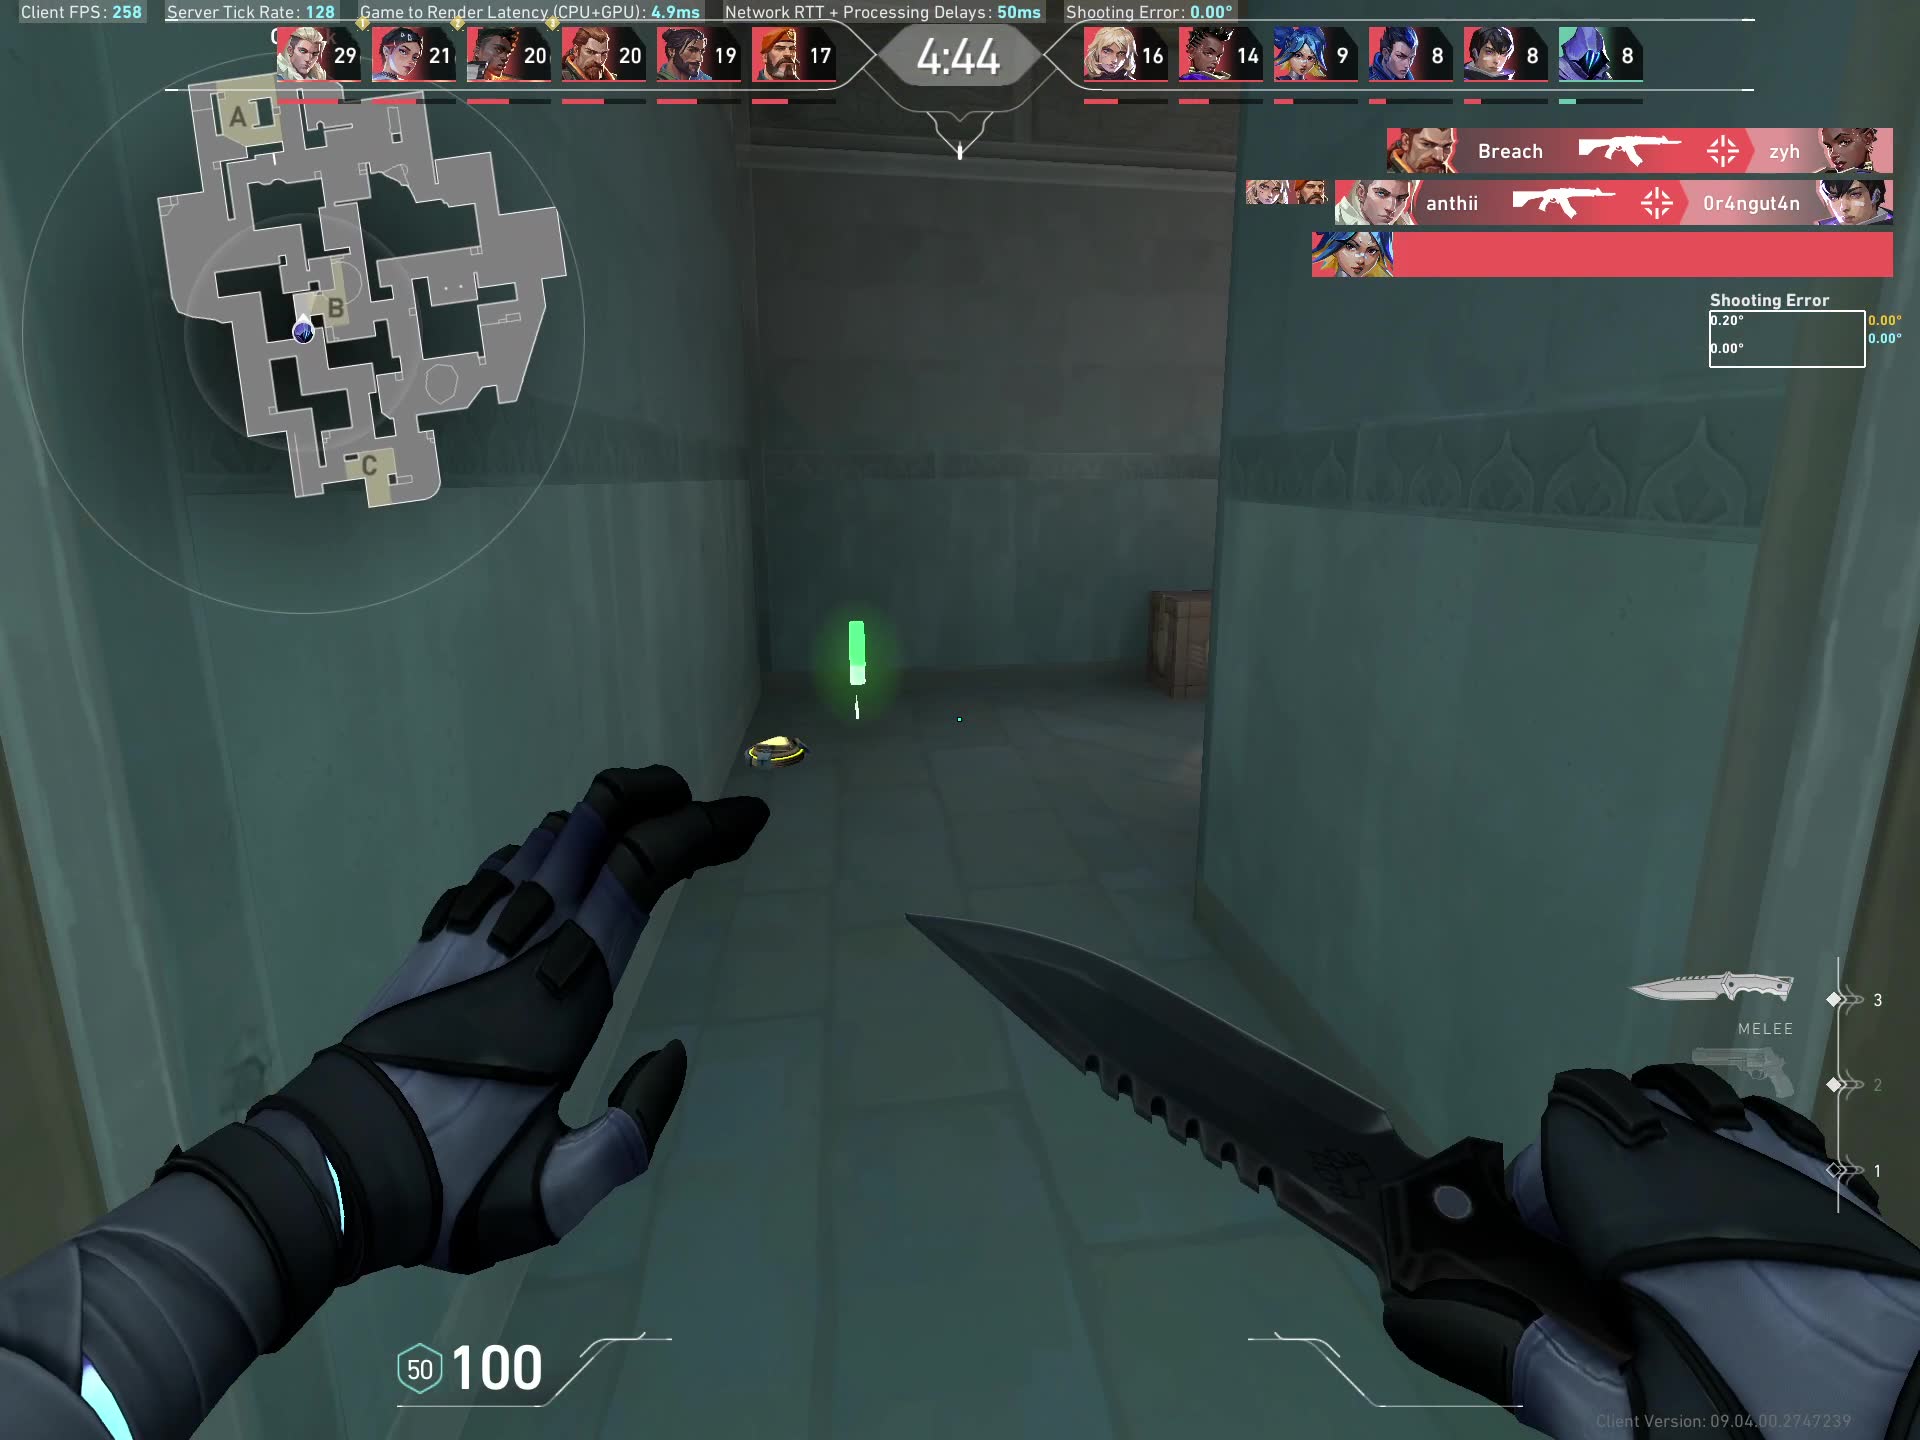 Client FPS: 258 Server Tick Rate: 128 Game to Render Latency (CPU+GPU): 4.9ms Network RTT + Processing Delays: 50ms Shooting Error: 0.00°
29 21 20 20 19 17 4:44 16 14 9 8 8 8
A
Breach zyh
anthii 0r4ngut4n
B
Shooting Error
0.20° 0.00°
0.00°
0.00°
C
3
MELEE
2
1
50 100
Client Version: 09.04.00.2747239